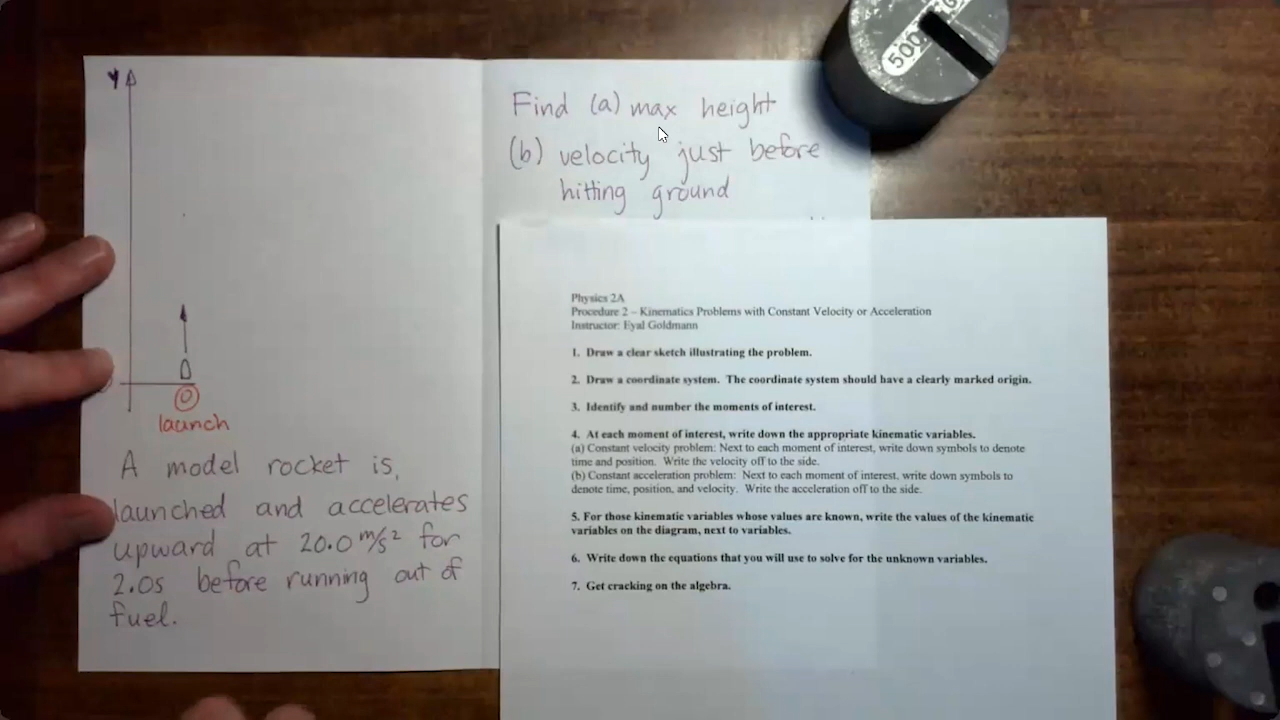 y
0
launch
A model rocket is,
launched and accelerates
upward at 20.0 m/s² for
2.0s before running out of
fuel.
Find (a) max height
(b) velocity just before
hitting ground
500
Physics 2A
Procedure 2 – Kinematics Problems with Constant Velocity or Acceleration
Instructor: Eyal Goldmann
1. Draw a clear sketch illustrating the problem.
2. Draw a coordinate system. The coordinate system should have a clearly marked origin.
3. Identify and number the moments of interest.
4. At each moment of interest, write down the appropriate kinematic variables.
(a) Constant velocity problem: Next to each moment of interest, write down symbols to denote
time and position. Write the velocity off to the side.
(b) Constant acceleration problem: Next to each moment of interest, write down symbols to
denote time, position, and velocity. Write the acceleration off to the side.
5. For those kinematic variables whose values are known, write the values of the kinematic
variables on the diagram, next to variables.
6. Write down the equations that you will use to solve for the unknown variables.
7. Get cracking on the algebra.